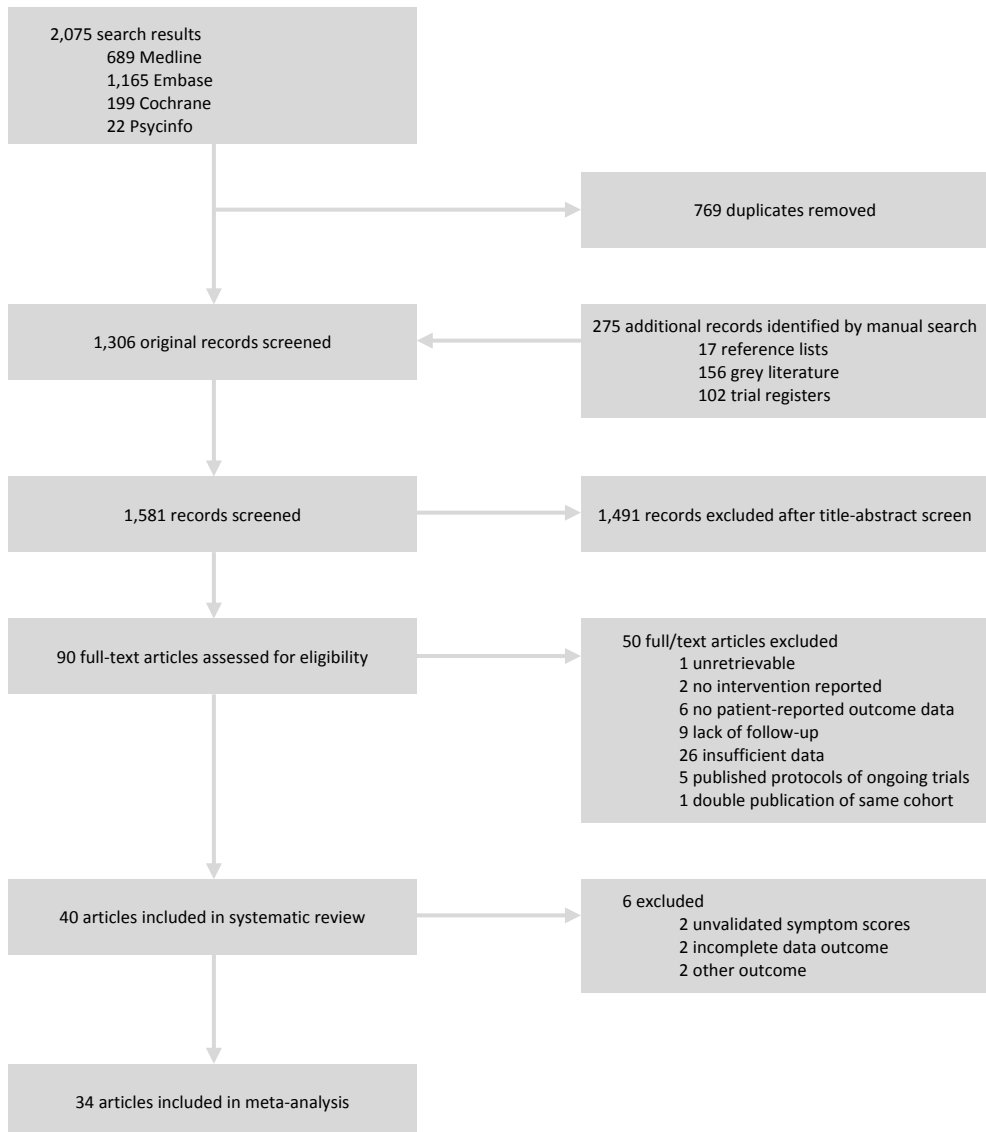 2,075 search results
689 Medline
1,165 Embase
199 Cochrane
22 Psycinfo
769 duplicates removed
1,306 original records screened
275 additional records identified by manual search
17 reference lists
156 grey literature
102 trial registers
1,581 records screened
1,491 records excluded after title-abstract screen
90 full-text articles assessed for eligibility
50 full/text articles excluded
1 unretrievable
2 no intervention reported
6 no patient-reported outcome data
9 lack of follow-up
26 insufficient data
5 published protocols of ongoing trials
1 double publication of same cohort
40 articles included in systematic review
6 excluded
2 unvalidated symptom scores
2 incomplete data outcome
2 other outcome
34 articles included in meta-analysis